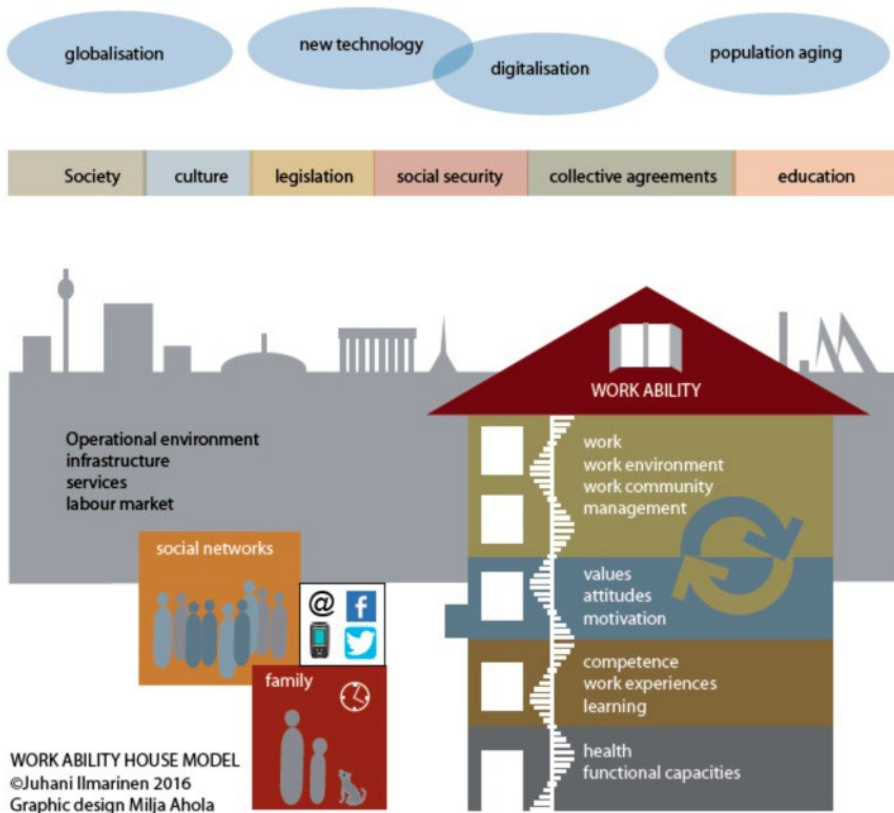 globalisation
new technology
digitalisation
population aging
Society
culture
legislation
social security
collective agreements
education
WORK ABILITY
Operational environment
infrastructure
services
labour market
work
work environment
work community
management
social networks
@
f
values
attitudes
motivation
family
competence
work experiences
learning
health
functional capacities
WORK ABILITY HOUSE MODEL
©Juhani Ilmarinen 2016
Graphic design Milja Ahola